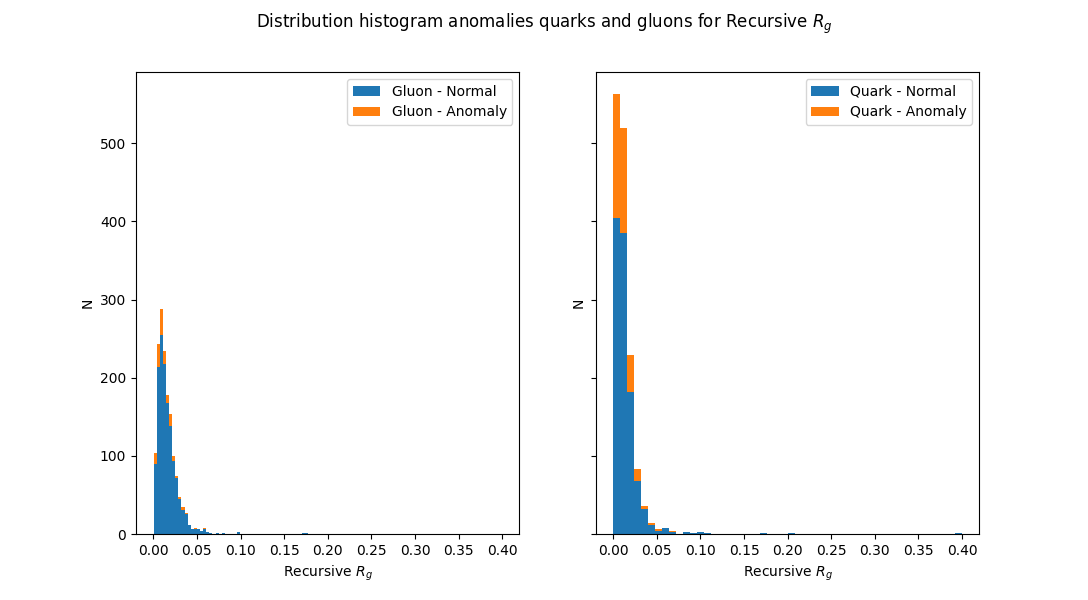 Distribution histogram anomalies quarks and gluons for Recursive R_g
Gluon - Normal
Gluon - Anomaly
N
500
400
300
200
100
0
0.00 0.05 0.10 0.15 0.20 0.25 0.30 0.35 0.40
Recursive R_g
Quark - Normal
Quark - Anomaly
N
0.00 0.05 0.10 0.15 0.20 0.25 0.30 0.35 0.40
Recursive R_g